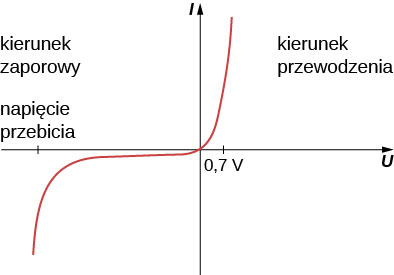 I
kierunek
zaporowy
kierunek
przewodzenia
napięcie
przebicia
0,7 V
U